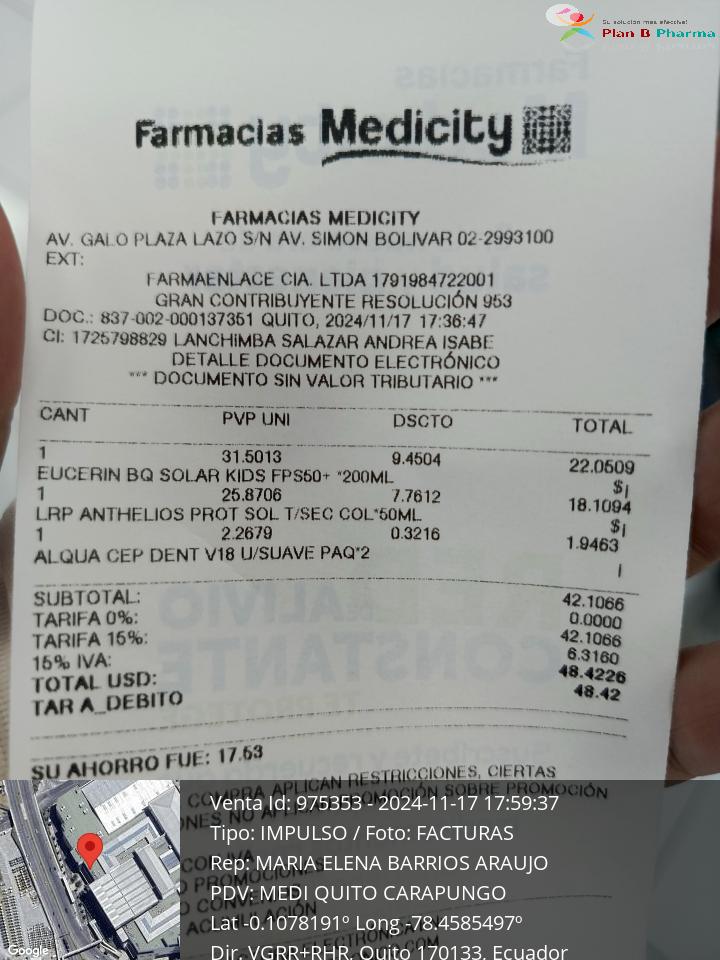 Su solución más efectiva!
Plan B Pharma
Farmacias Medicity
FARMACIAS MEDICITY
AV. GALO PLAZA LAZO S/N AV. SIMON BOLIVAR 02-2993100
EXT:
FARMAENLACE CIA. LTDA 1791984722001
GRAN CONTRIBUYENTE RESOLUCIÓN 953
DOC.: 837-002-000137351 QUITO, 2024/11/17 17:36:47
CI: 1725798829 LANCHIMBA SALAZAR ANDREA ISABE
DETALLE DOCUMENTO ELECTRÓNICO
*** DOCUMENTO SIN VALOR TRIBUTARIO ***
CANT PVP UNI DSCTO TOTAL
1 31.5013 9.4504 22.0509
EUCERIN BQ SOLAR KIDS FPS50+ *200ML $¡
1 25.8706 7.7612 18.1094
LRP ANTHELIOS PROT SOL T/SEC COL*50ML $¡
1 2.2679 0.3216 1.9463
ALQUA CEP DENT V18 U/SUAVE PAQ*2 ¡
SUBTOTAL: 42.1066
TARIFA 0%: 0.0000
TARIFA 15%: 42.1066
15% IVA: 6.3160
TOTAL USD: 48.4226
TAR A_DEBITO 48.42
SU AHORRO FUE: 17.53
COMPRA APLICAN RESTRICCIONES, CIERTAS
SOBRE PROMOCIÓN
Venta Id: 975353 - 2024-11-17 17:59:37
Tipo: IMPULSO / Foto: FACTURAS
Rep: MARIA ELENA BARRIOS ARAUJO
PDV: MEDI QUITO CARAPUNGO
Lat -0.1078191º Long -78.4585497º
Dir. VGRR+RHR, Quito 170133, Ecuador
Google